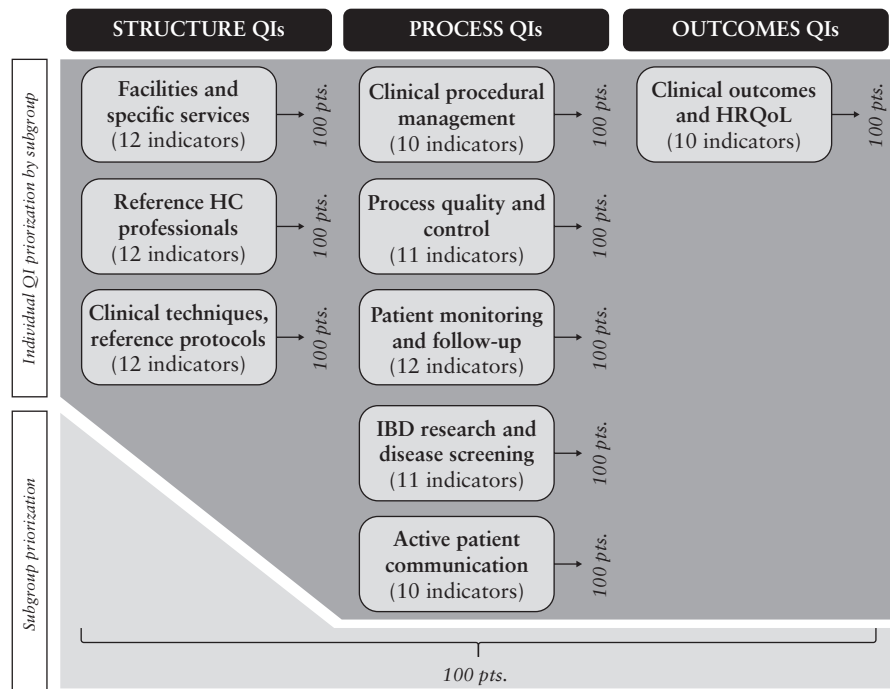 STRUCTURE QIs
PROCESS QIs
OUTCOMES QIs
Individual QI priorization by subgroup
Facilities and
specific services
(12 indicators)
100 pts.
Reference HC
professionals
(12 indicators)
100 pts.
Clinical techniques,
reference protocols
(12 indicators)
100 pts.
Clinical procedural
management
(10 indicators)
100 pts.
Process quality and
control
(11 indicators)
100 pts.
Patient monitoring
and follow-up
(12 indicators)
100 pts.
IBD research and
disease screening
(11 indicators)
100 pts.
Active patient
communication
(10 indicators)
100 pts.
Clinical outcomes
and HRQoL
(10 indicators)
100 pts.
Subgroup priorization
100 pts.